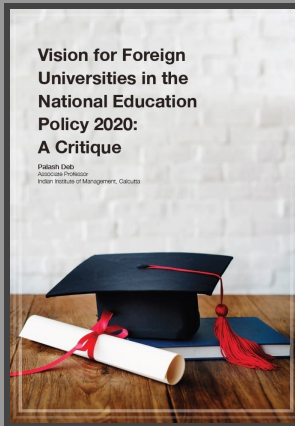 Vision for Foreign
Universities in the
National Education
Policy 2020:
A Critique
Palash Deb
Associate Professor
Indian Institute of Management, Calcutta